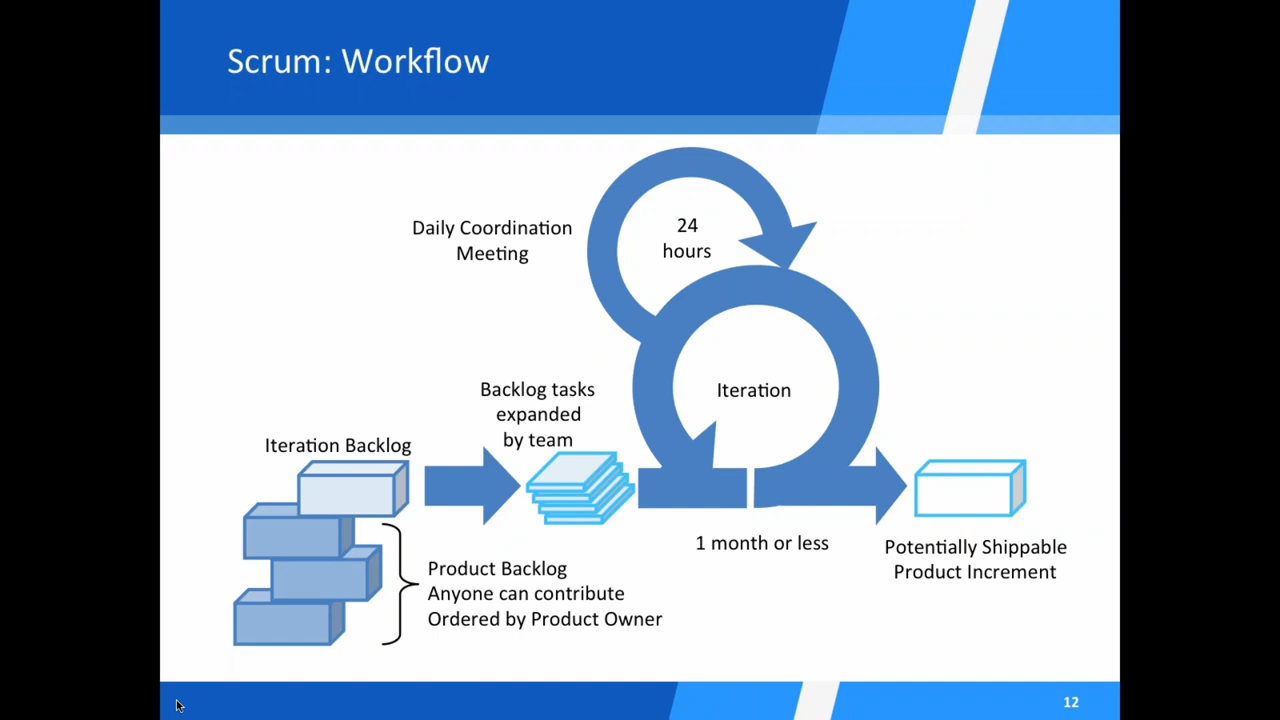 Scrum: Workflow
Daily Coordination
Meeting
24
hours
Backlog tasks
expanded
by team
Iteration
Iteration Backlog
1 month or less
Potentially Shippable
Product Increment
Product Backlog
Anyone can contribute
Ordered by Product Owner
12